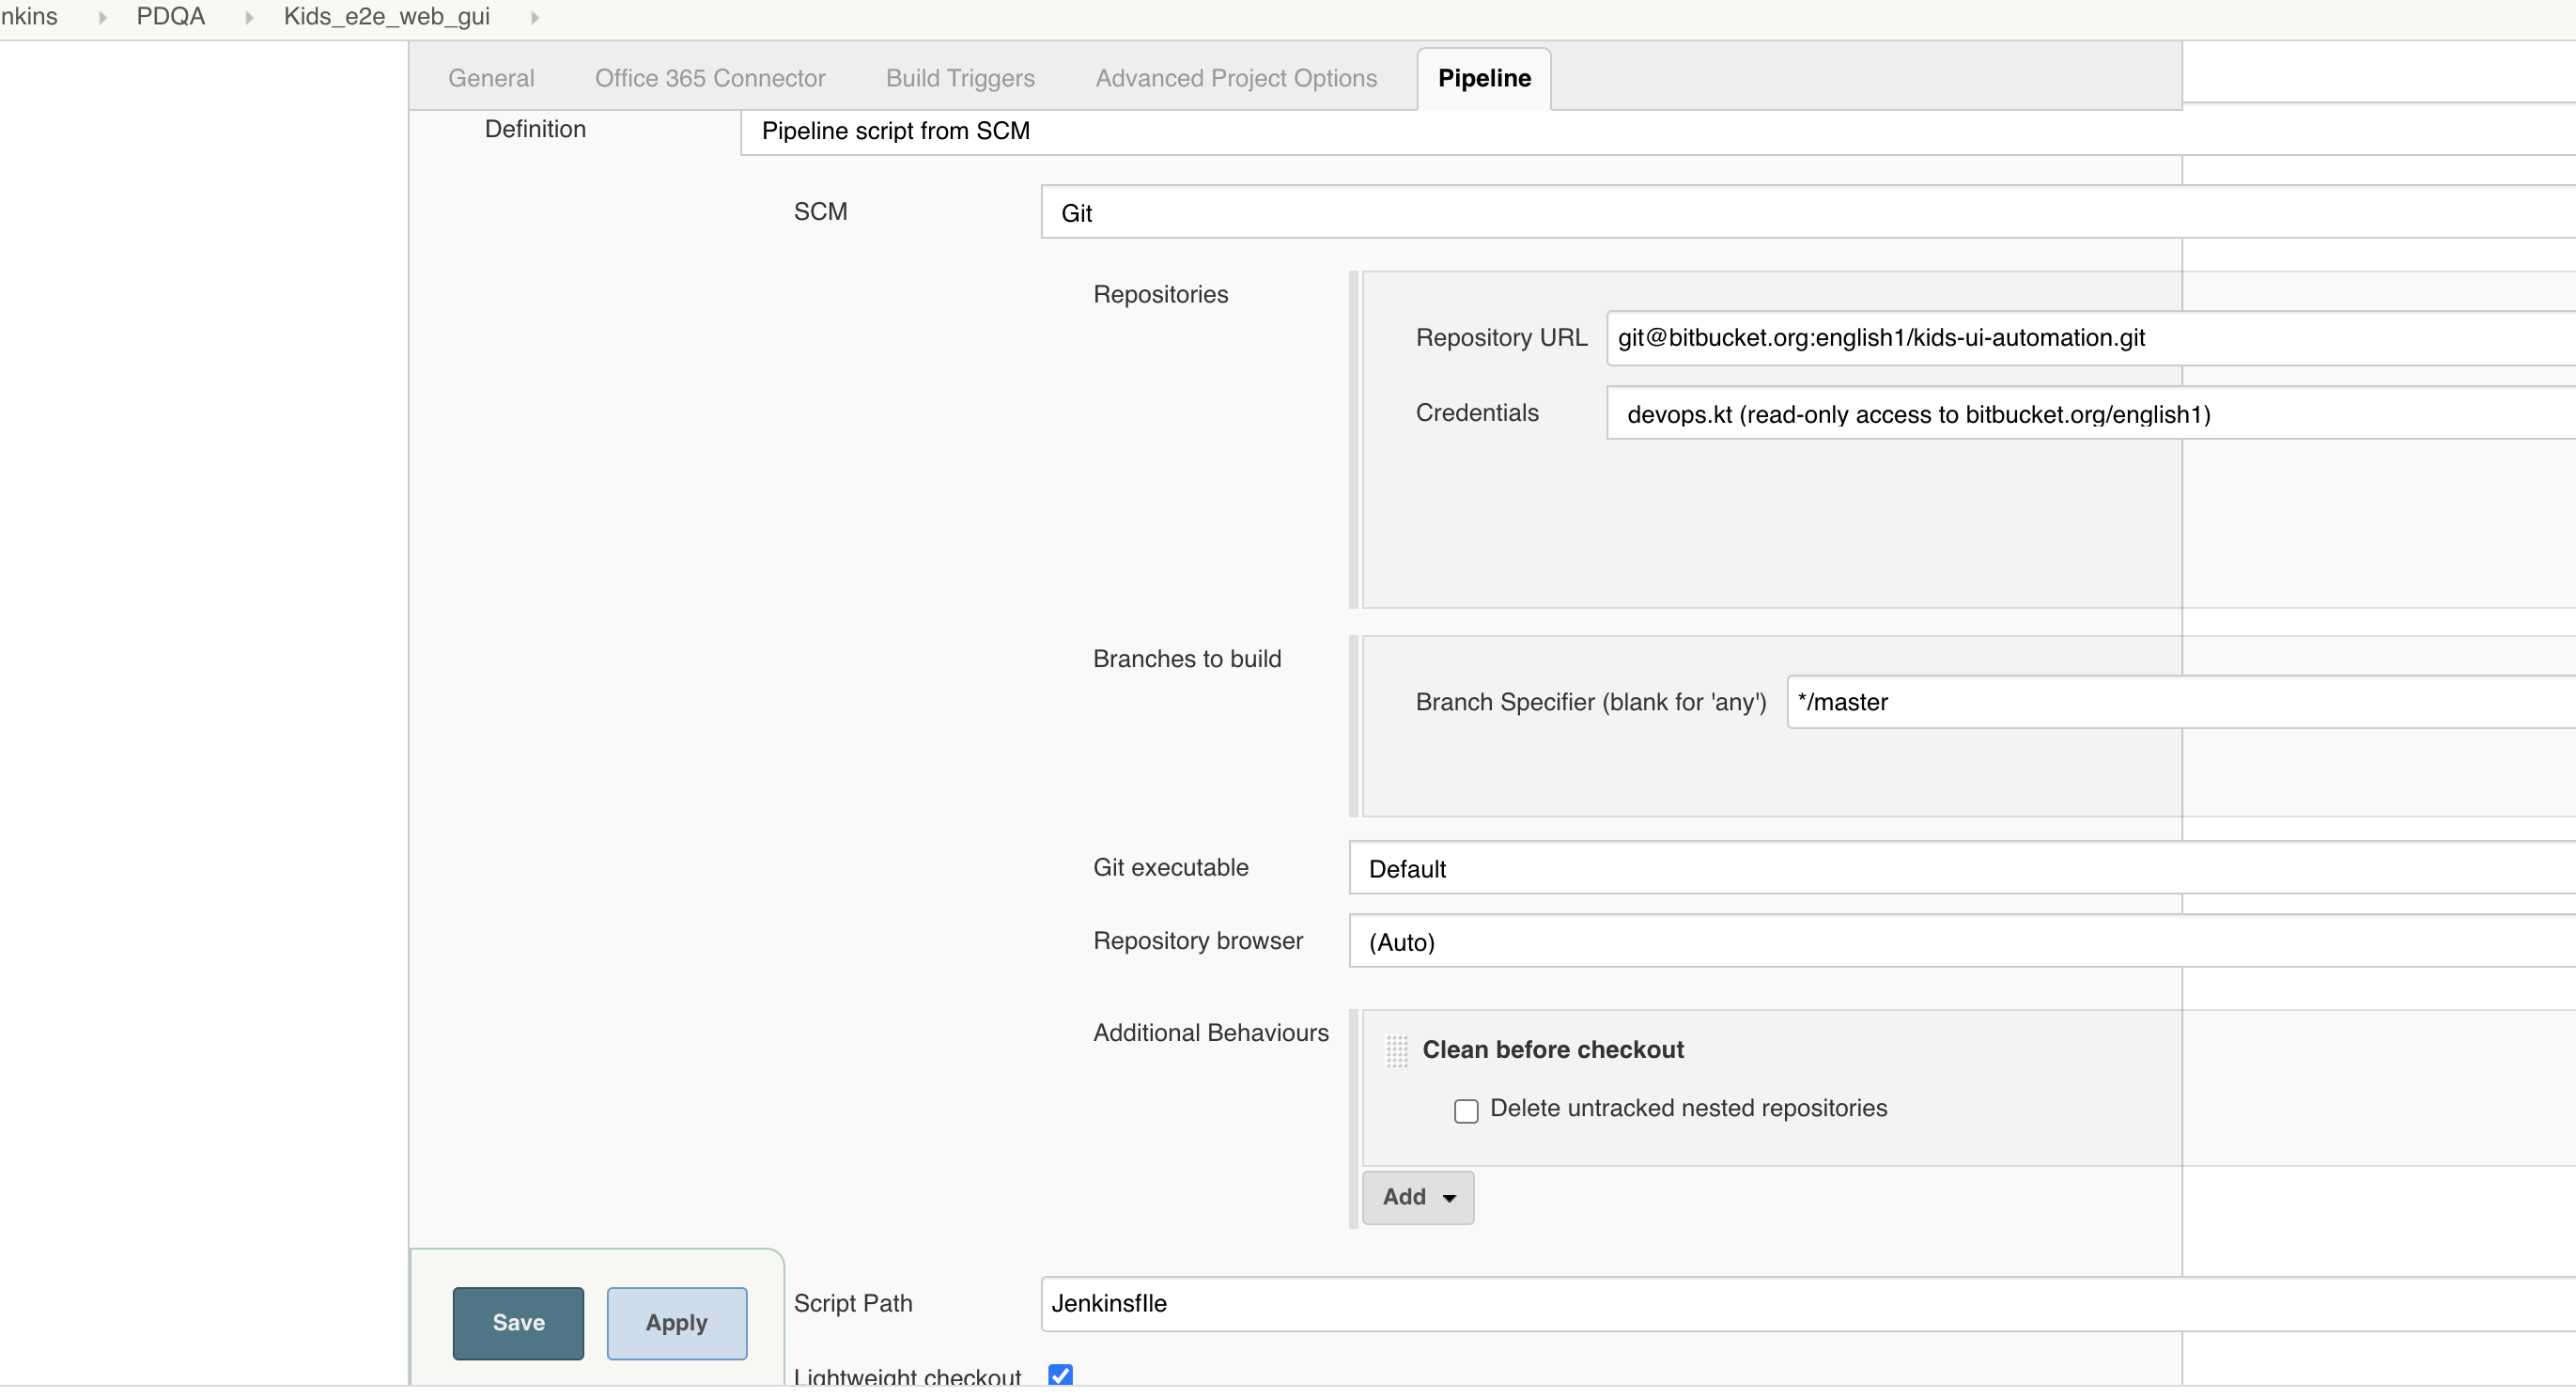 nkins PDQA Kids_e2e_web_gui
General Office 365 Connector Build Triggers Advanced Project Options Pipeline
Definition Pipeline script from SCM
SCM Git
Repositories
Repository URL git@bitbucket.org:english1/kids-ui-automation.git
Credentials devops.kt (read-only access to bitbucket.org/english1)
Branches to build
Branch Specifier (blank for 'any') */master
Git executable Default
Repository browser (Auto)
Additional Behaviours
Clean before checkout
Delete untracked nested repositories
Add
Script Path Jenkinsflle
Save Apply
Lightweight checkout